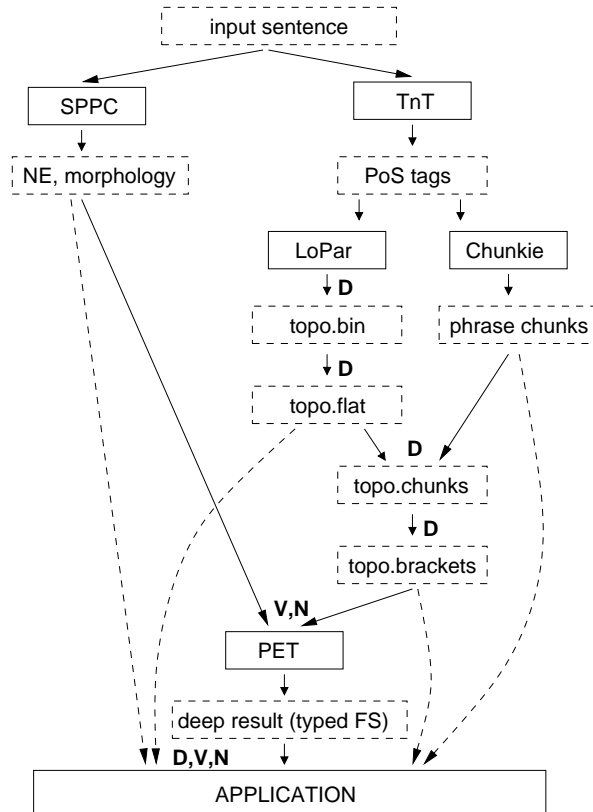 input sentence
SPPC
TnT
NE, morphology
PoS tags
LoPar
Chunkie
D
topo.bin
phrase chunks
D
topo.flat
D
topo.chunks
D
topo.brackets
V,N
PET
deep result (typed FS)
D,V,N
APPLICATION